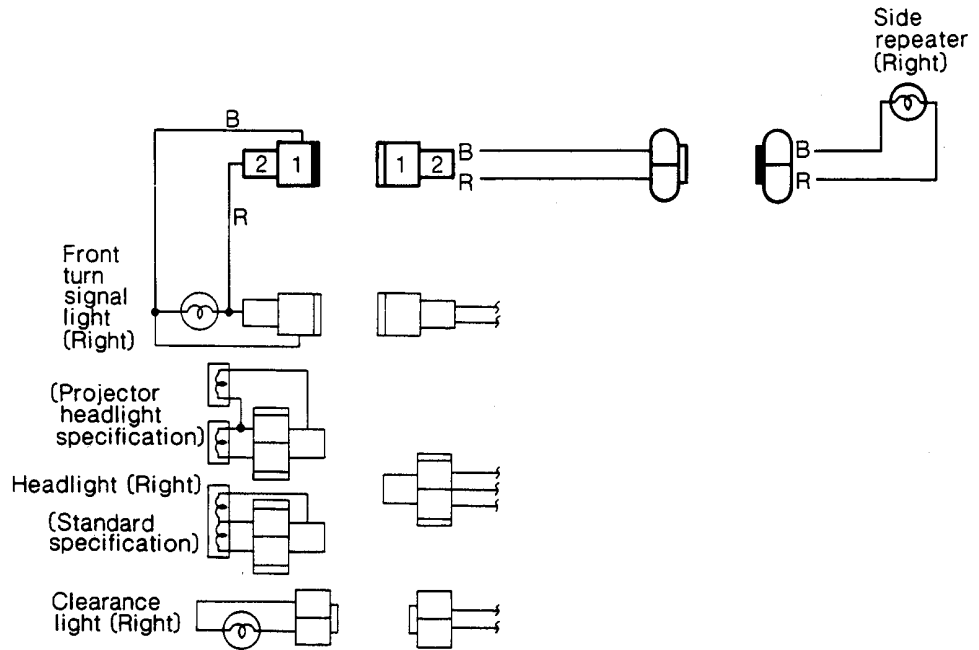 Side
repeater
(Right)
B
2 1
1 2
B
R
B
R
R
Front
turn
signal
light
(Right)
(Projector
headlight
specification)
Headlight (Right)
(Standard
specification)
Clearance
light (Right)